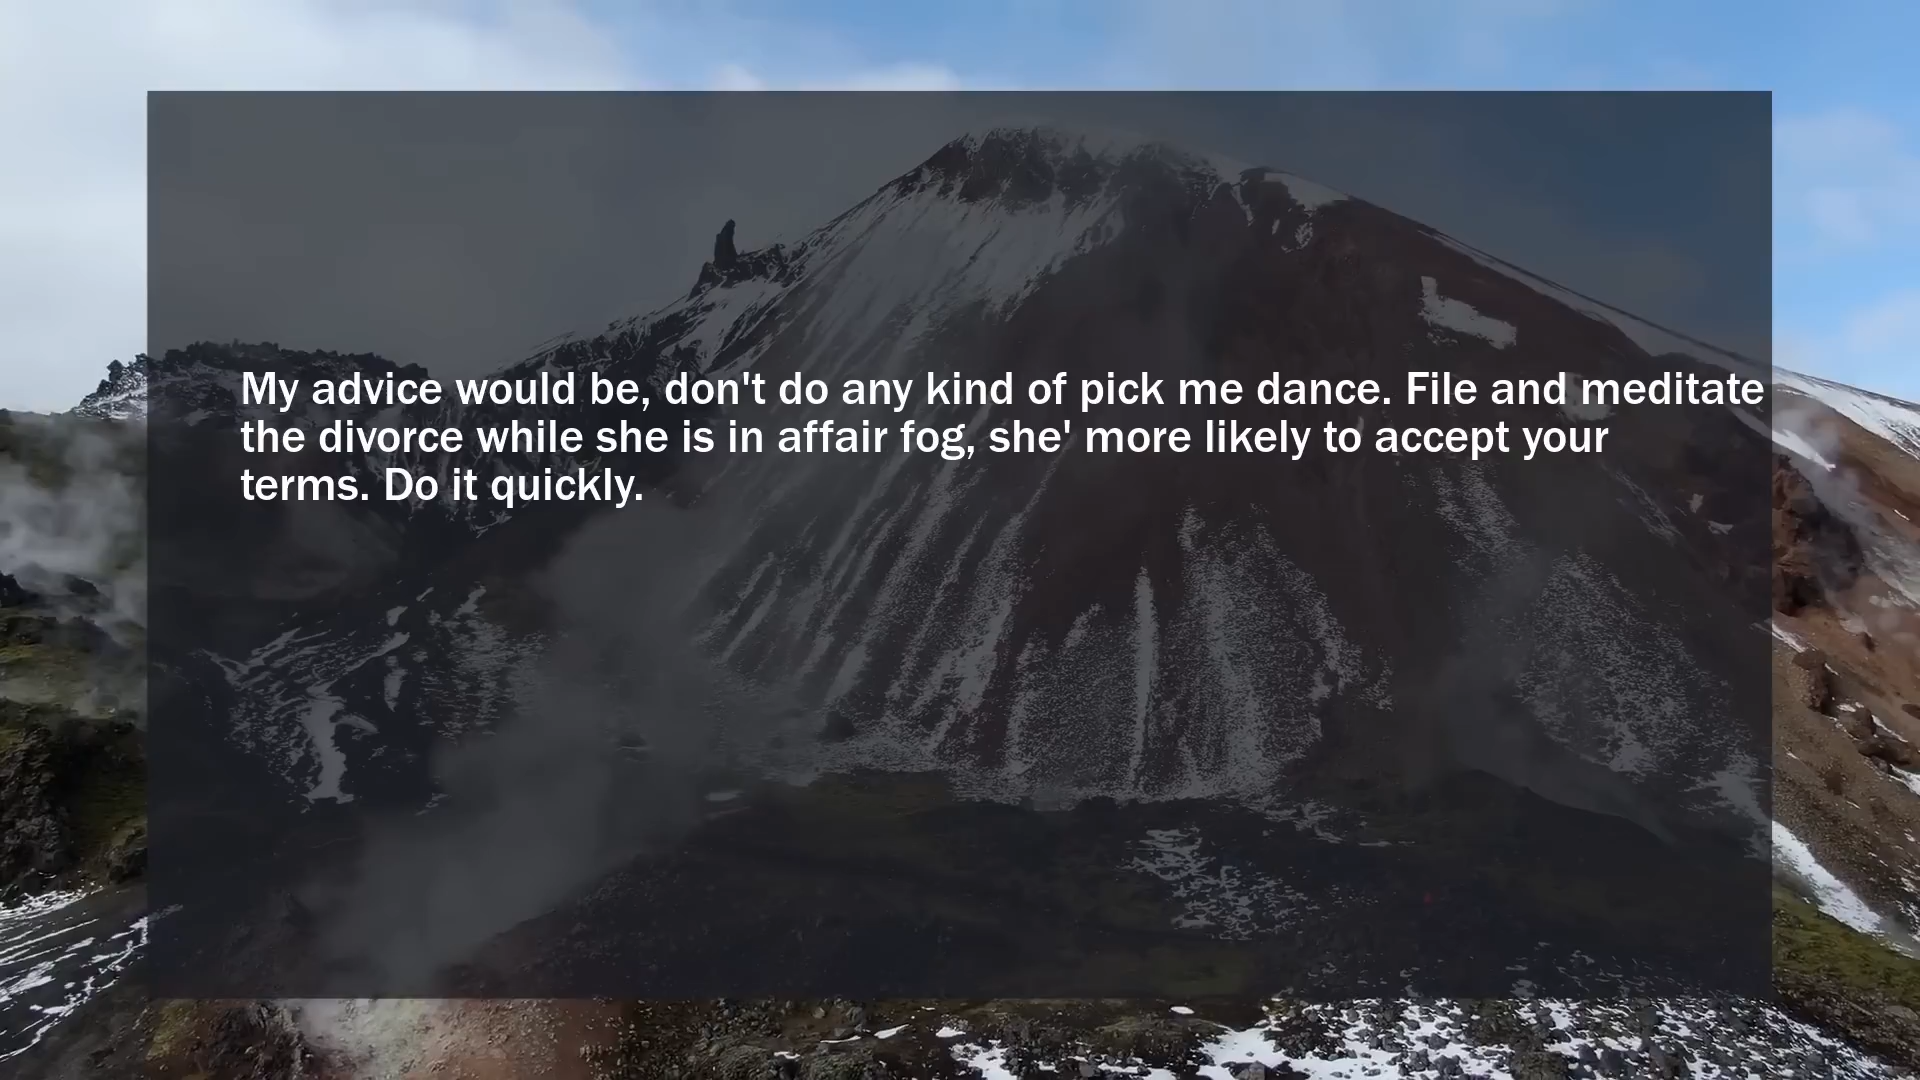 My advice would be, don't do any kind of pick me dance. File and meditate
the divorce while she is in affair fog, she' more likely to accept your
terms. Do it quickly.